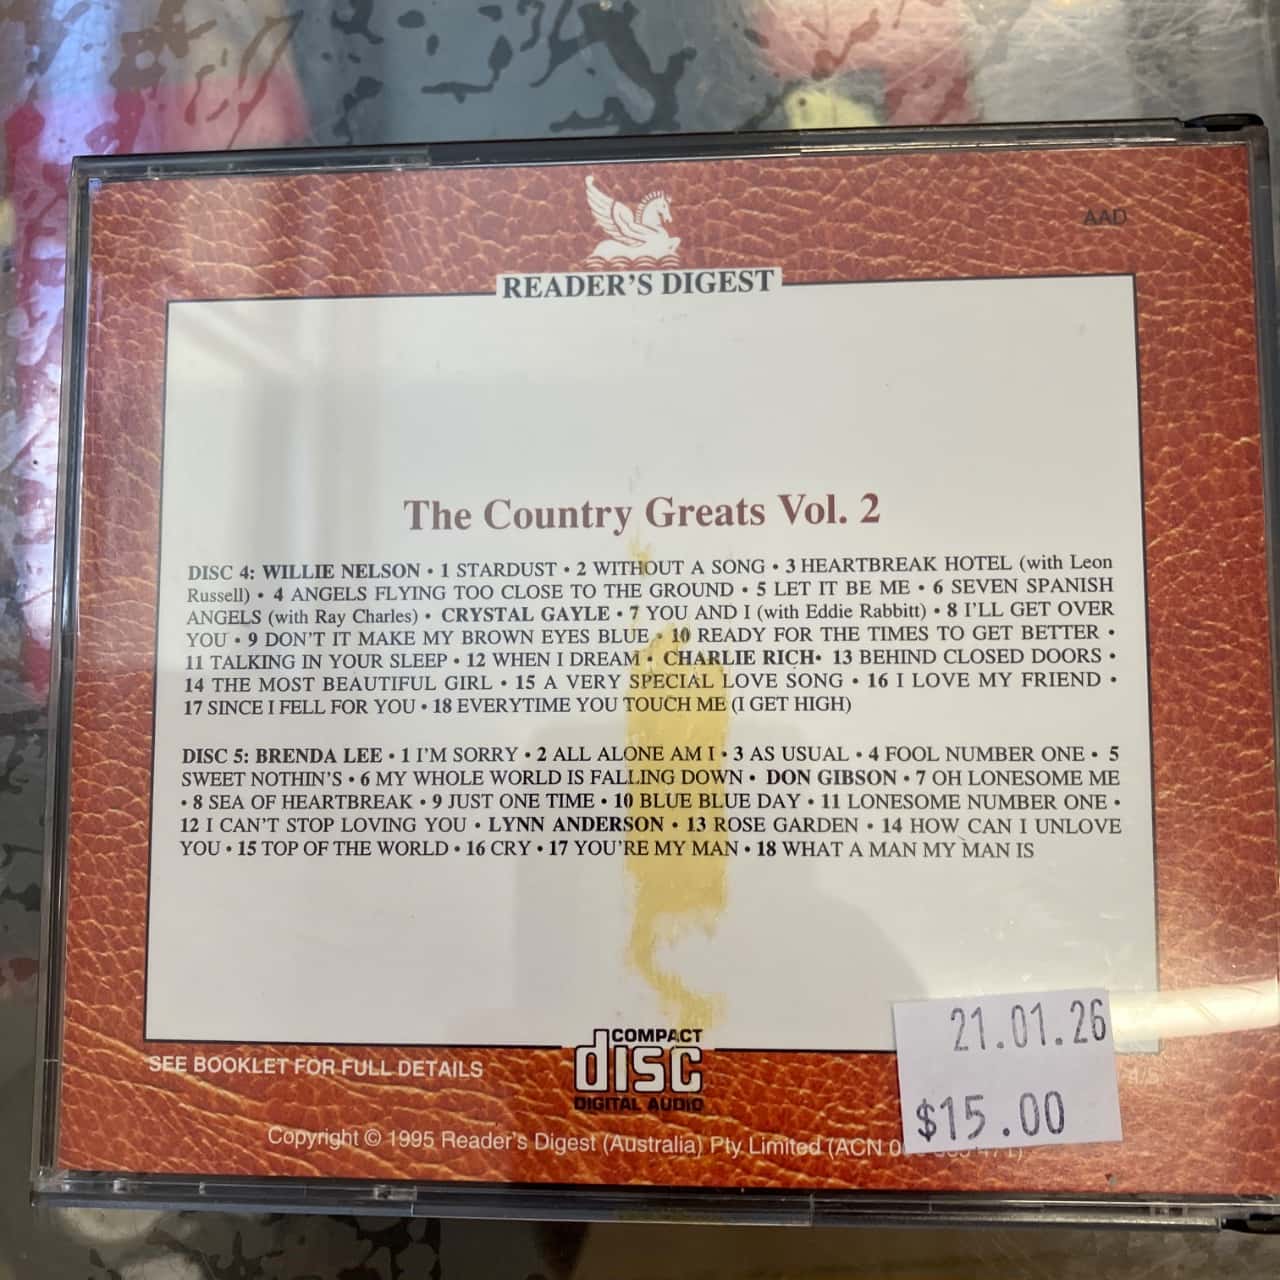 AAD
READER'S DIGEST
The Country Greats Vol. 2
DISC 4: WILLIE NELSON • 1 STARDUST • 2 WITHOUT A SONG • 3 HEARTBREAK HOTEL (with Leon
Russell) • 4 ANGELS FLYING TOO CLOSE TO THE GROUND • 5 LET IT BE ME • 6 SEVEN SPANISH
ANGELS (with Ray Charles) • CRYSTAL GAYLE • 7 YOU AND I (with Eddie Rabbitt) • 8 I'LL GET OVER
YOU • 9 DON'T IT MAKE MY BROWN EYES BLUE • 10 READY FOR THE TIMES TO GET BETTER •
11 TALKING IN YOUR SLEEP • 12 WHEN I DREAM • CHARLIE RICH• 13 BEHIND CLOSED DOORS •
14 THE MOST BEAUTIFUL GIRL • 15 A VERY SPECIAL LOVE SONG • 16 I LOVE MY FRIEND •
17 SINCE I FELL FOR YOU • 18 EVERYTIME YOU TOUCH ME (I GET HIGH)
DISC 5: BRENDA LEE • 1 I'M SORRY • 2 ALL ALONE AM I • 3 AS USUAL • 4 FOOL NUMBER ONE • 5
SWEET NOTHIN'S • 6 MY WHOLE WORLD IS FALLING DOWN • DON GIBSON • 7 OH LONESOME ME
• 8 SEA OF HEARTBREAK • 9 JUST ONE TIME • 10 BLUE BLUE DAY • 11 LONESOME NUMBER ONE •
12 I CAN'T STOP LOVING YOU • LYNN ANDERSON • 13 ROSE GARDEN • 14 HOW CAN I UNLOVE
YOU • 15 TOP OF THE WORLD • 16 CRY • 17 YOU'RE MY MAN • 18 WHAT A MAN MY MAN IS
21.01.26
$15.00
SEE BOOKLET FOR FULL DETAILS
COMPACT
disc
DIGITAL AUDIO
4/5
Copyright © 1995 Reader's Digest (Australia) Pty Limited (ACN